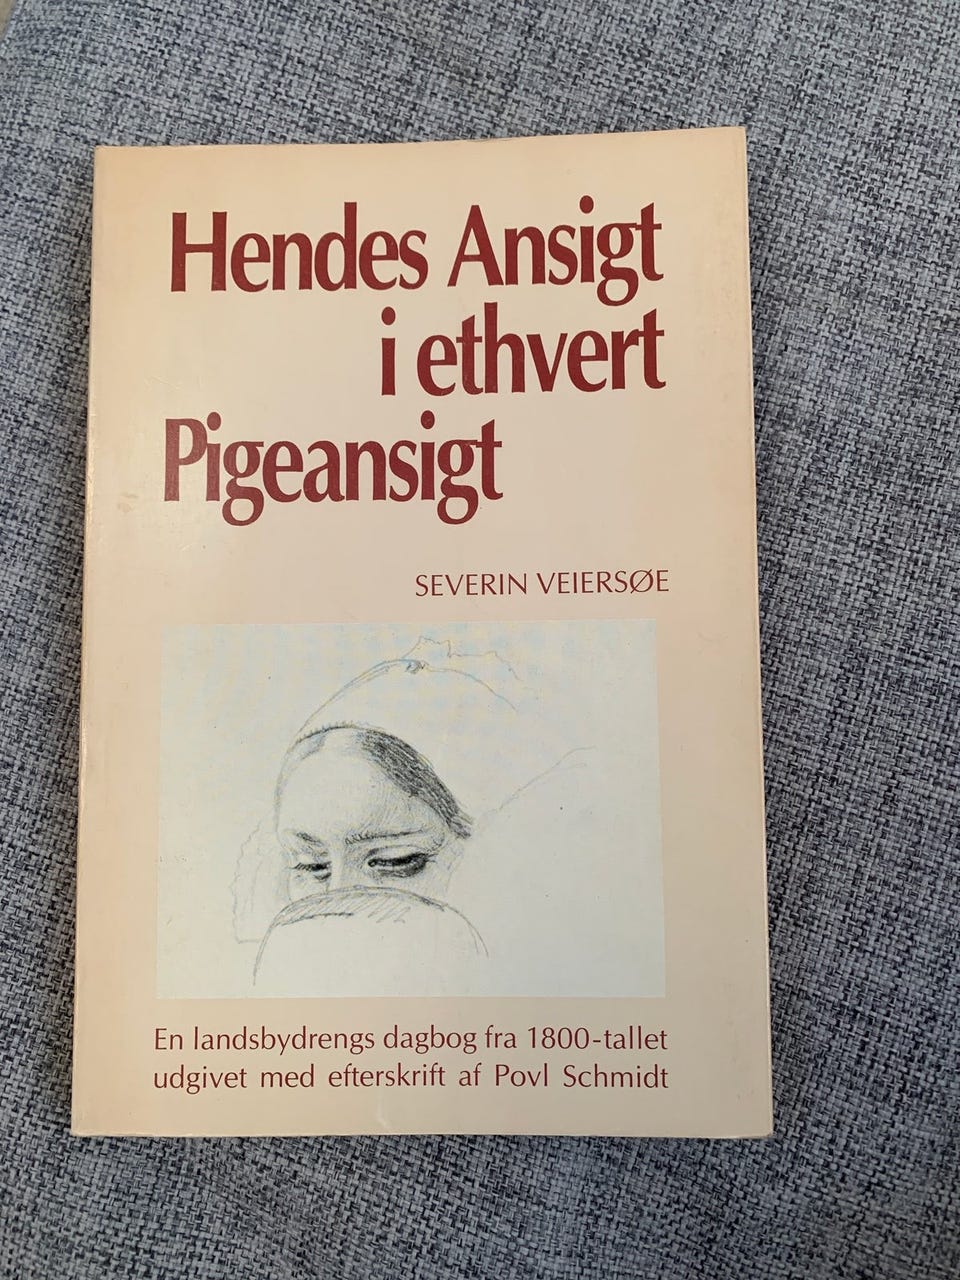 Hendes Ansigt
i ethvert
Pigeansigt
SEVERIN VEIERSØE
En landsbydrengs dagbog fra 1800-tallet
udgivet med efterskrift af Povl Schmidt